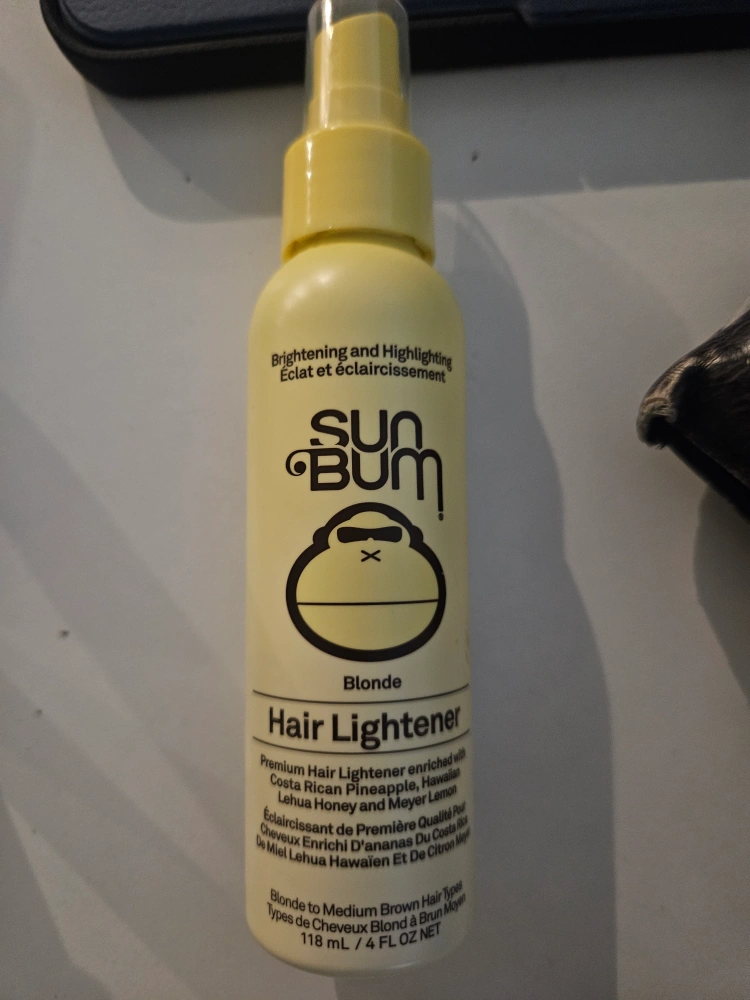 Brightening and Highlighting
Éclat et éclaircissement
SUN
BUM
Blonde
Hair Lightener
Premium Hair Lightener enriched with
Costa Rican Pineapple, Hawaiian
Lehua Honey and Meyer Lemon
Éclaircissant de Première Qualité Pour
Cheveux Enrichi D'ananas Du Costa Rica
De Miel Lehua Hawaïen Et De Citron Meyer
Blonde to Medium Brown Hair Types
Types de Cheveux Blond à Brun Moyen
118 mL / 4 FL OZ NET